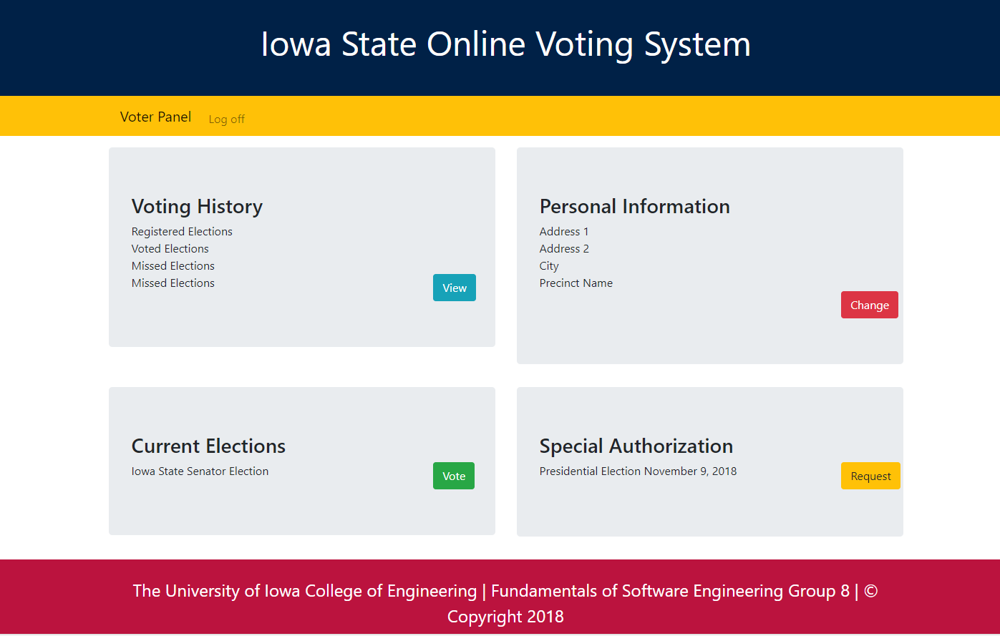 Iowa State Online Voting System
Voter Panel Log off
Voting History
Registered Elections
Voted Elections
Missed Elections
Missed Elections
View
Personal Information
Address 1
Address 2
City
Precinct Name
Change
Current Elections
Iowa State Senator Election
Vote
Special Authorization
Presidential Election November 9, 2018
Request
The University of Iowa College of Engineering | Fundamentals of Software Engineering Group 8 | ©
Copyright 2018